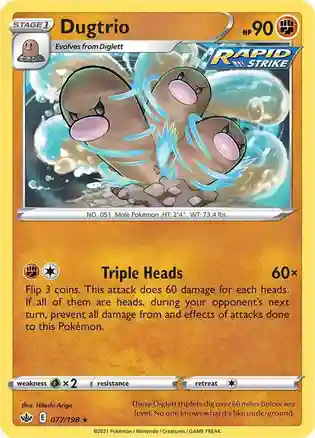 STAGE 1
Dugtrio
HP 90
Evolves from Diglett
RAPID
STRIKE
NO. 051 Mole Pokémon HT: 2'4" WT: 73.4 lbs.
Triple Heads 60×
Flip 3 coins. This attack does 60 damage for each heads.
If all of them are heads, during your opponent's next
turn, prevent all damage from and effects of attacks done
to this Pokémon.
weakness ×2 resistance retreat
Illus. Hitoshi Ariga
E 077/198 ★
These Diglett triplets dig over 60 miles below sea
level. No one knows what it's like underground.
©2021 Pokémon / Nintendo / Creatures / GAME FREAK.